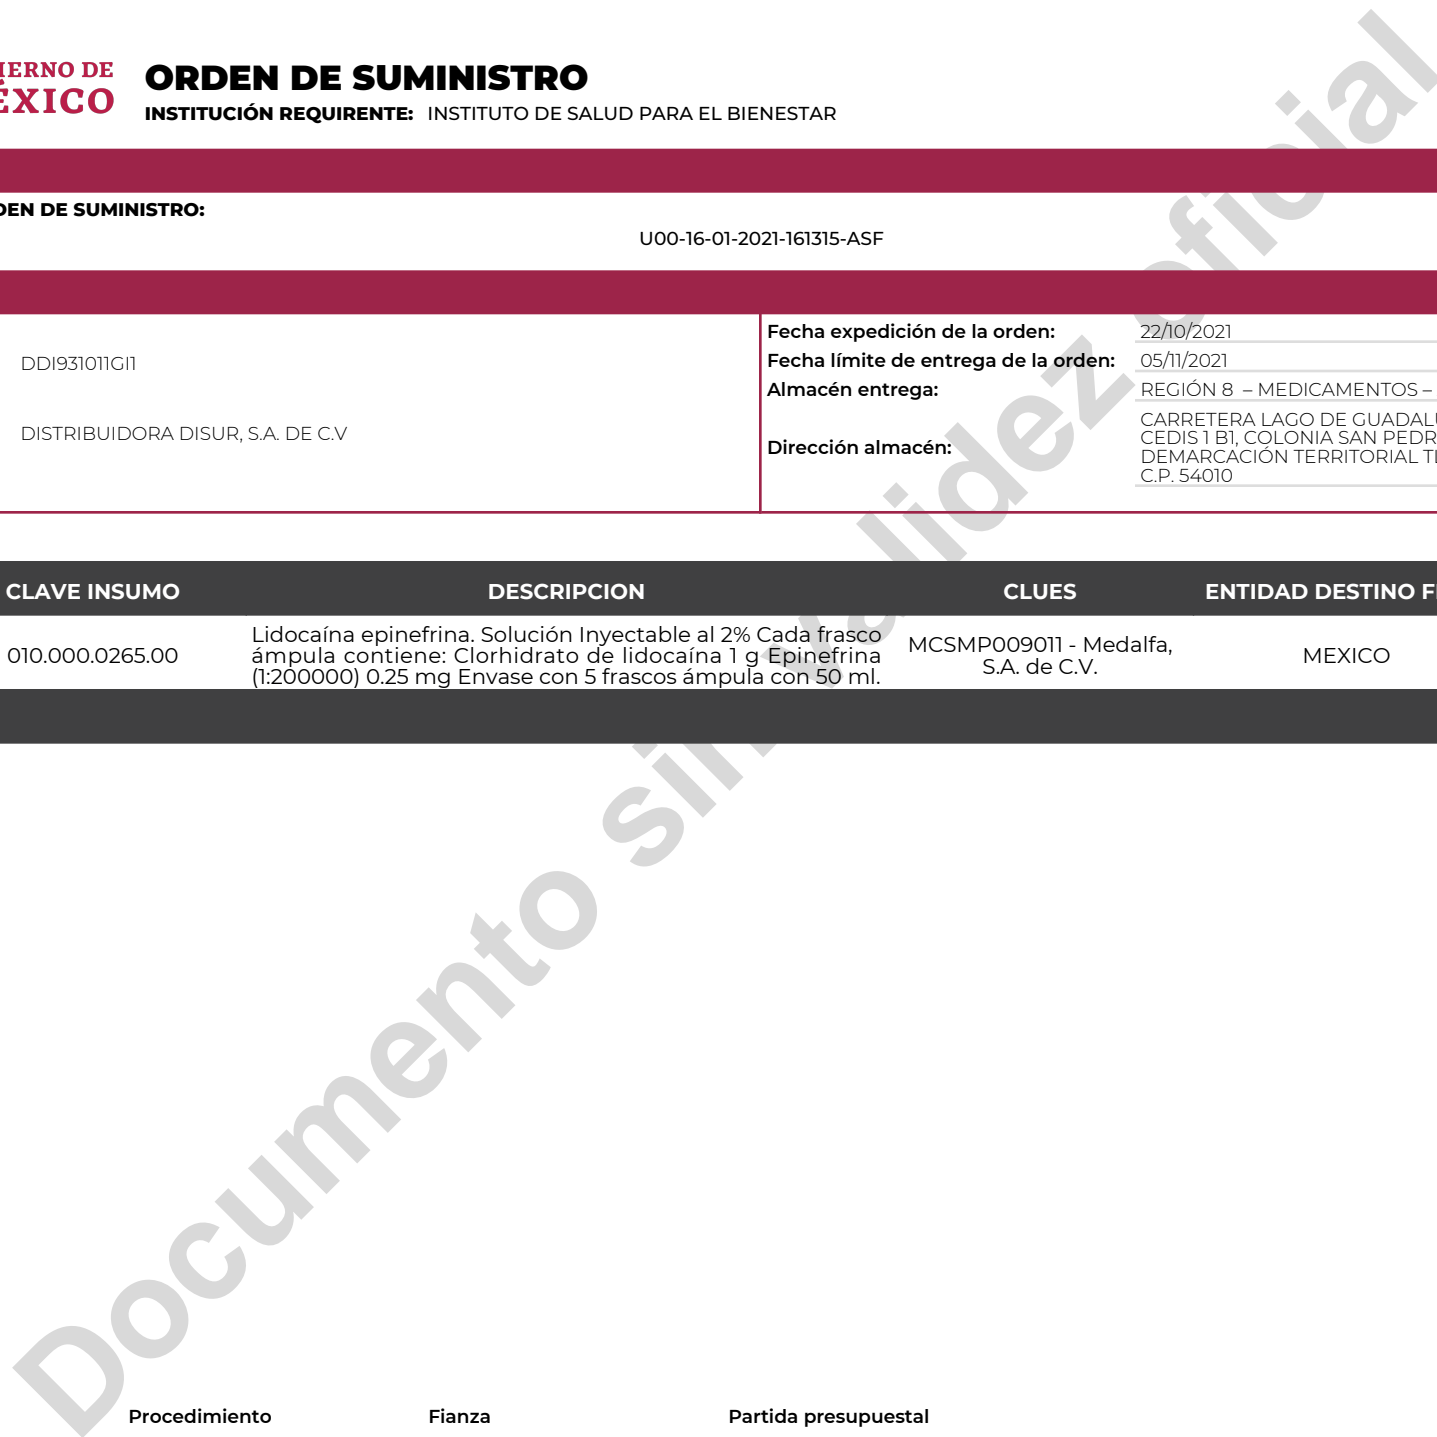 IERNO DE
ÉXICO
ORDEN DE SUMINISTRO
INSTITUCIÓN REQUIRENTE: INSTITUTO DE SALUD PARA EL BIENESTAR
DEN DE SUMINISTRO:
U00-16-01-2021-161315-ASF
DDI931011GI1
DISTRIBUIDORA DISUR, S.A. DE C.V
Fecha expedición de la orden: 22/10/2021
Fecha límite de entrega de la orden: 05/11/2021
Almacén entrega: REGIÓN 8 – MEDICAMENTOS –
Dirección almacén:
CARRETERA LAGO DE GUADALU
CEDIS 1 B1, COLONIA SAN PEDR
DEMARCACIÓN TERRITORIAL TL
C.P. 54010
CLAVE INSUMO DESCRIPCION CLUES ENTIDAD DESTINO FI
010.000.0265.00
Lidocaína epinefrina. Solución Inyectable al 2% Cada frasco
ámpula contiene: Clorhidrato de lidocaína 1 g Epinefrina
(1:200000) 0.25 mg Envase con 5 frascos ámpula con 50 ml.
MCSMP009011 - Medalfa,
S.A. de C.V.
MEXICO
Documento sin validez oficial
Procedimiento Fianza Partida presupuestal